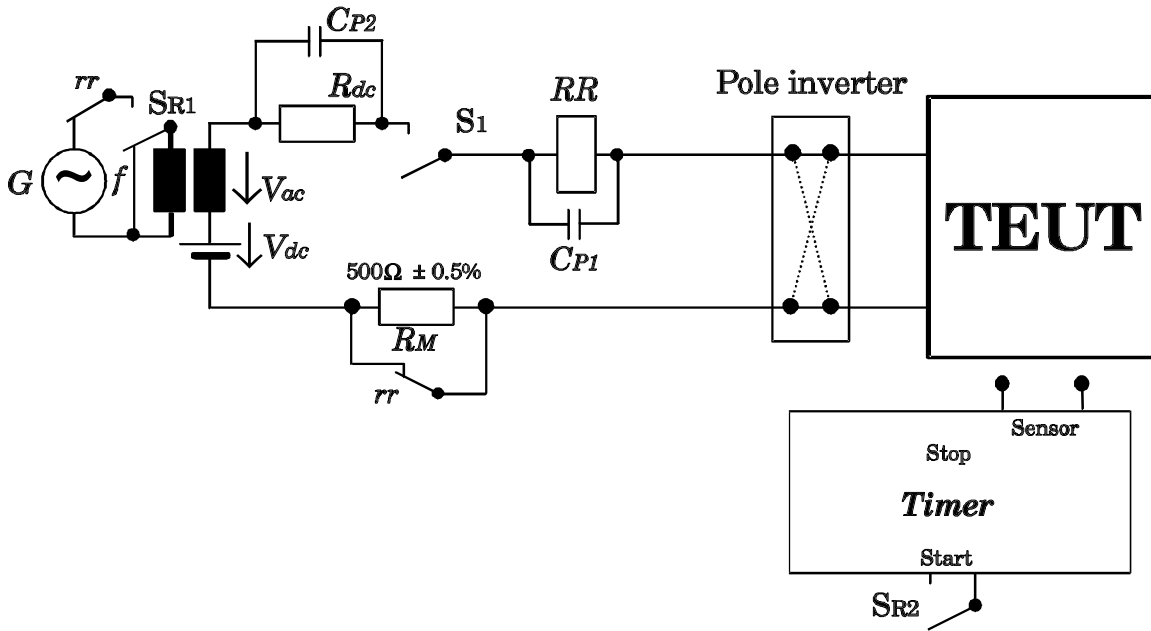 CP2
rr
Rdc
SR1
S1
RR
Pole inverter
G
~
f
Vac
TEUT
Vdc
CP1
500Ω ± 0.5%
RM
rr
Sensor
Stop
Timer
Start
SR2